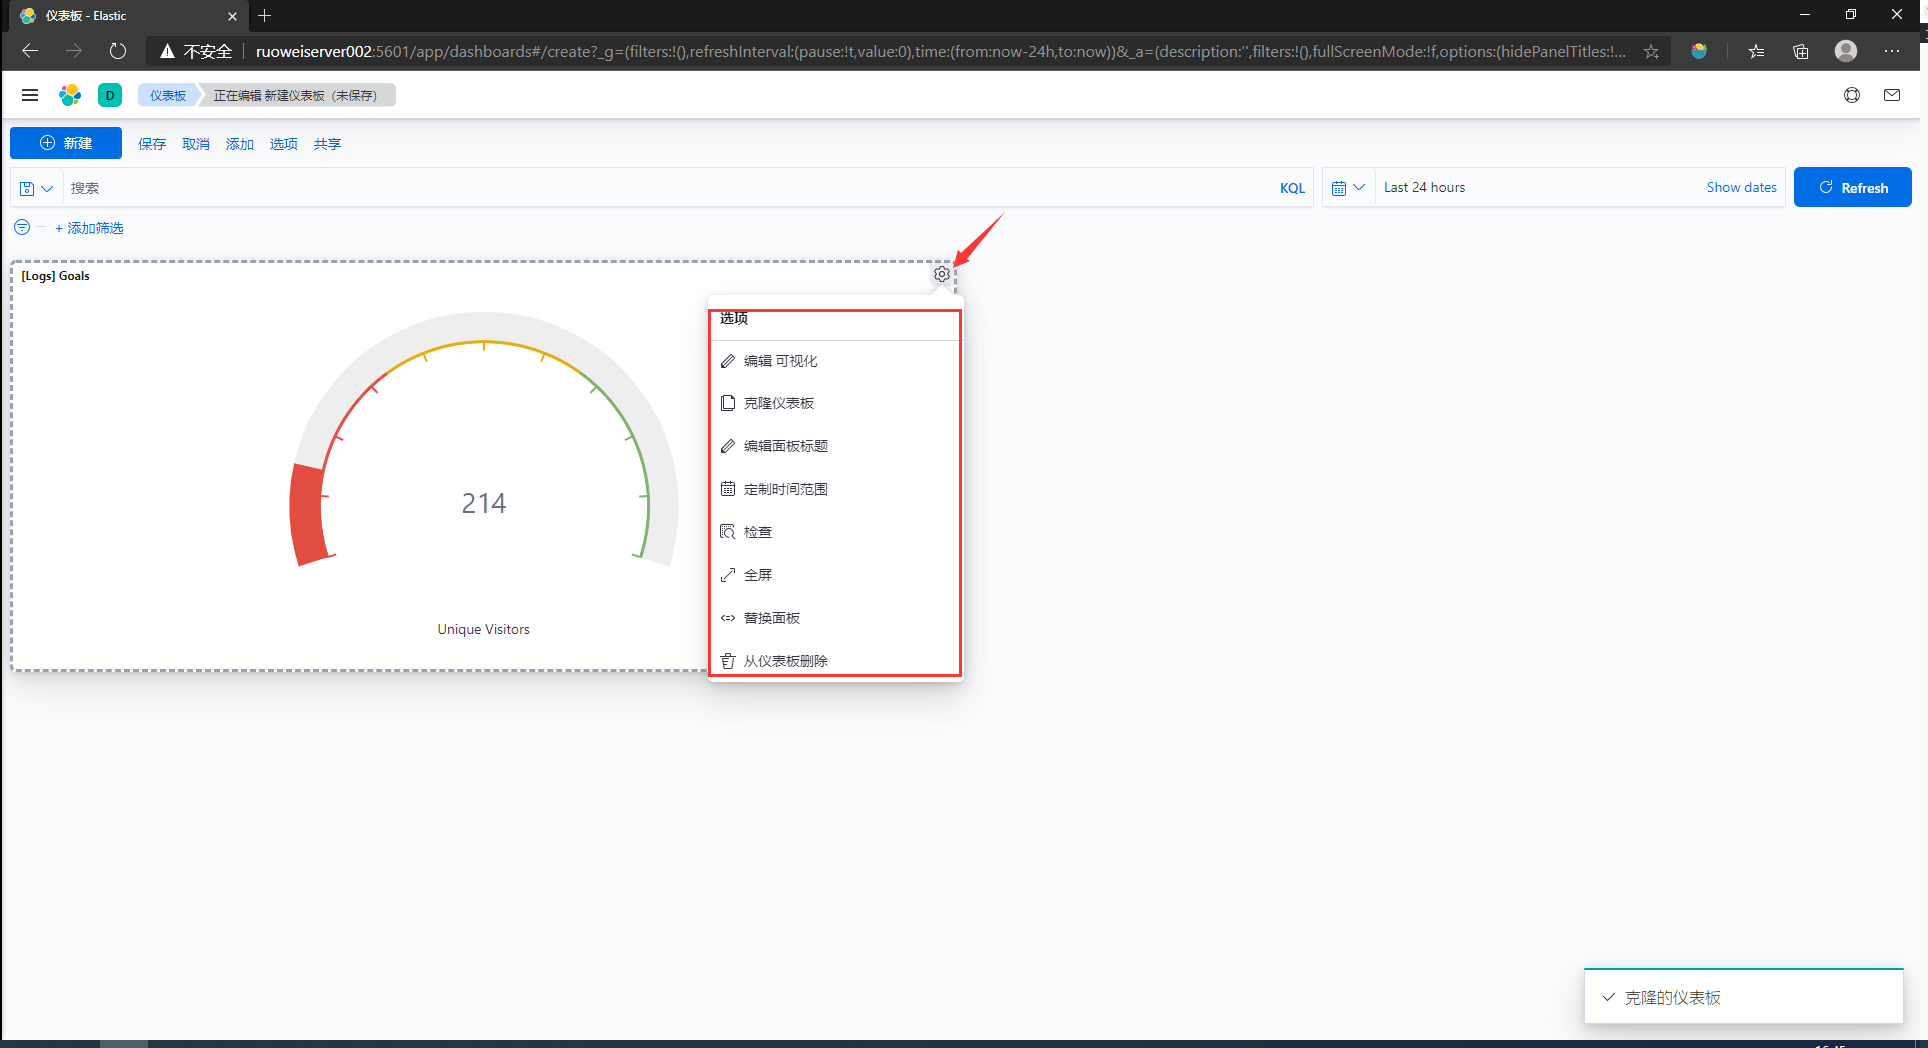 仪表板 - Elastic
不安全
ruoweiserver002:5601/app/dashboards#/create?_g=(filters:!(),refreshInterval:(pause:!t,value:0),time:(from:now-24h,to:now))&_a=(description:'',filters:!(),fullScreenMode:!f,options:(hidePanelTitles:!...
D
仪表板
正在编辑 新建仪表板（未保存）
新建
保存
取消
添加
选项
共享
搜索
KQL
Last 24 hours
Show dates
Refresh
+ 添加筛选
[Logs] Goals
214
Unique Visitors
选项
编辑 可视化
克隆仪表板
编辑面板标题
定制时间范围
检查
全屏
替换面板
从仪表板删除
克隆的仪表板